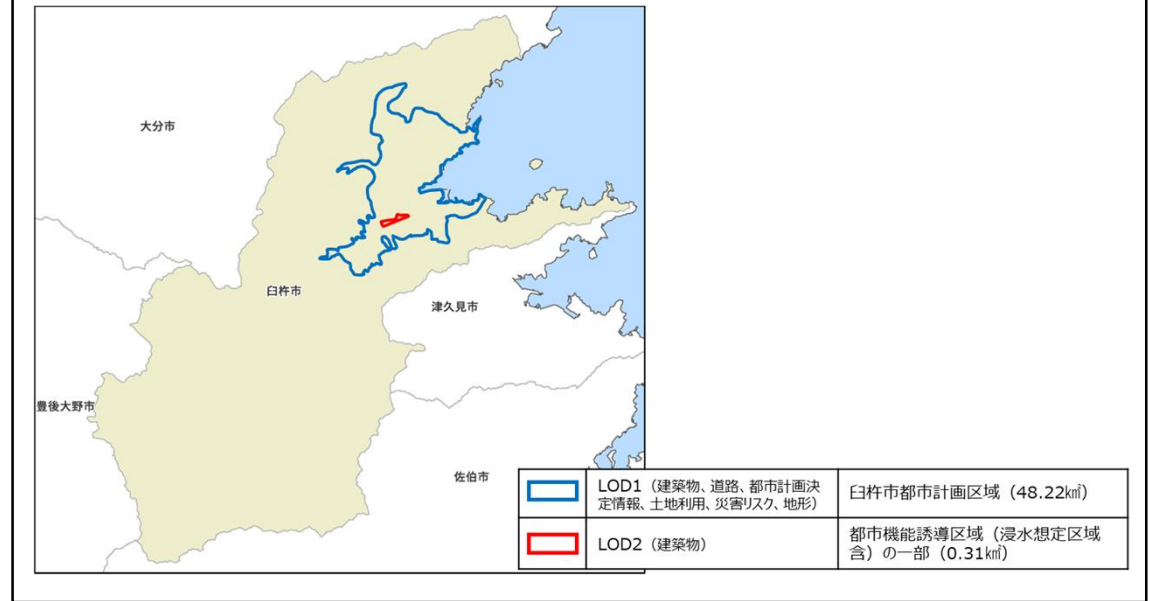 大分市
臼杵市
津久見市
豊後大野市
佐伯市
LOD1（建築物、道路、都市計画決
定情報、土地利用、災害リスク、地形）
臼杵市都市計画区域（48.22㎢）
LOD2（建築物）
都市機能誘導区域（浸水想定区域
含）の一部（0.31㎢）